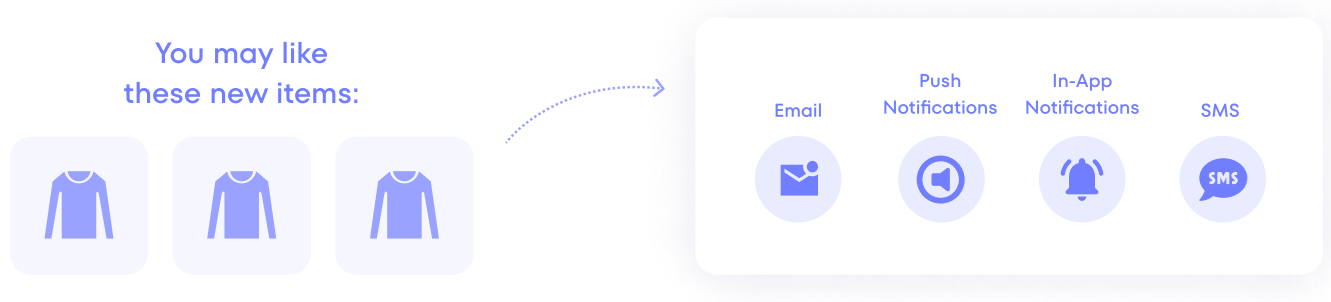 You may like
these new items:
Email
Push
Notifications
In-App
Notifications
SMS
SMS